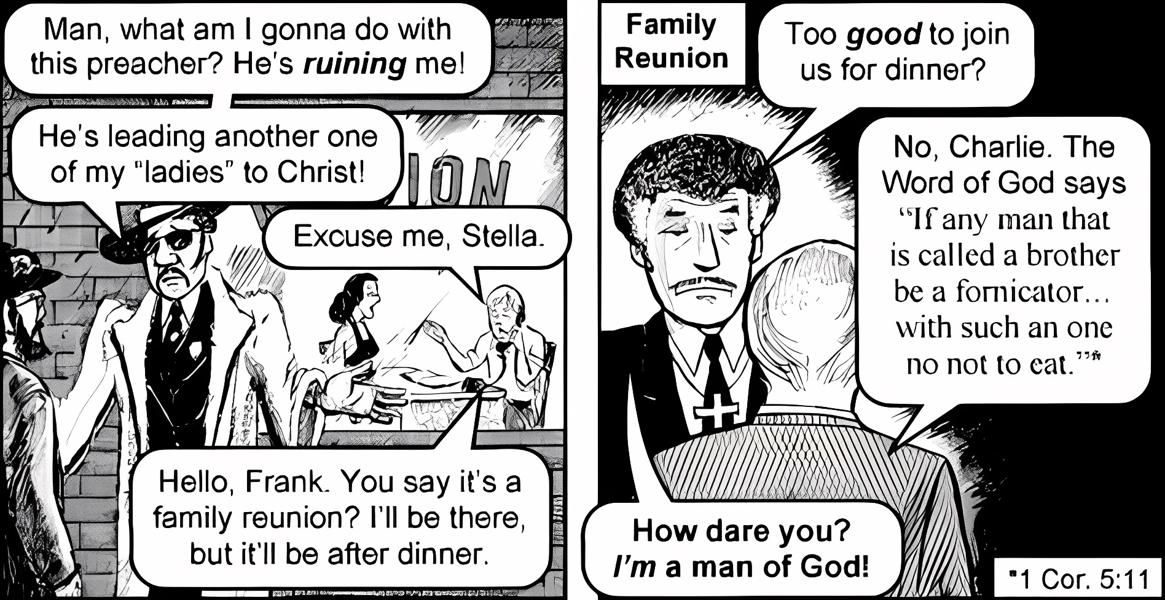 Man, what am I gonna do with
this preacher? He's ruining me!
He's leading another one
of my "ladies" to Christ!
ION
Excuse me, Stella.
Hello, Frank. You say it's a
family reunion? I'll be there,
but it'll be after dinner.
Family
Reunion
Too good to join
us for dinner?
No, Charlie. The
Word of God says
“If any man that
is called a brother
be a fornicator...
with such an one
no not to eat.”*
How dare you?
I'm a man of God!
*1 Cor. 5:11